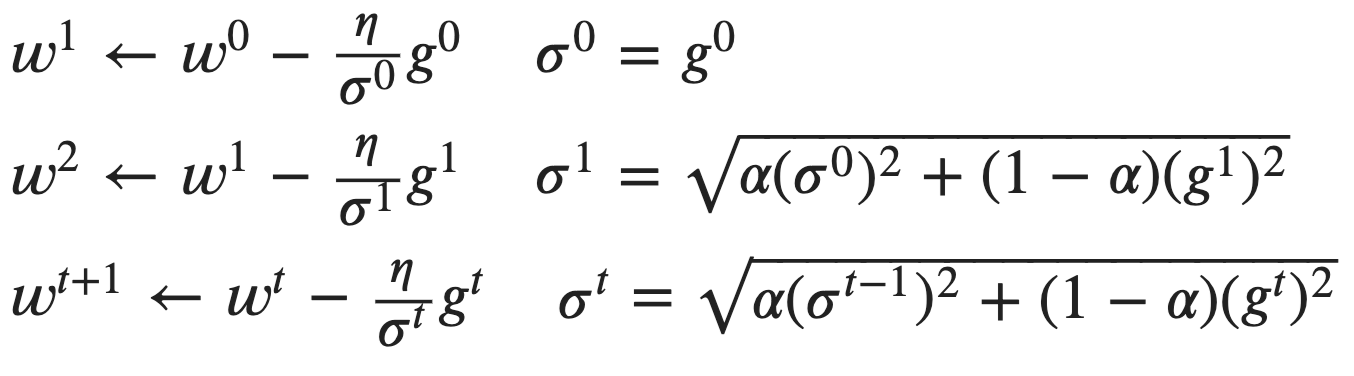 w¹ ← w⁰ − η/σ⁰ g⁰ σ⁰ = g⁰
w² ← w¹ − η/σ¹ g¹ σ¹ = √(α(σ⁰)² + (1 − α)(g¹)²)
wᵗ⁺¹ ← wᵗ − η/σᵗ gᵗ σᵗ = √(α(σᵗ⁻¹)² + (1 − α)(gᵗ)²)